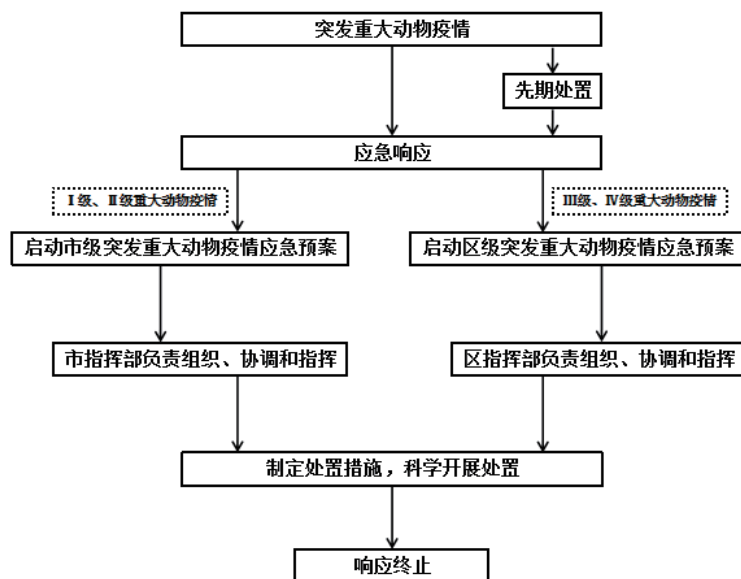 突发重大动物疫情
先期处置
应急响应
Ⅰ级、Ⅱ级重大动物疫情
Ⅲ级、Ⅳ级重大动物疫情
启动市级突发重大动物疫情应急预案
启动区级突发重大动物疫情应急预案
市指挥部负责组织、协调和指挥
区指挥部负责组织、协调和指挥
制定处置措施，科学开展处置
响应终止